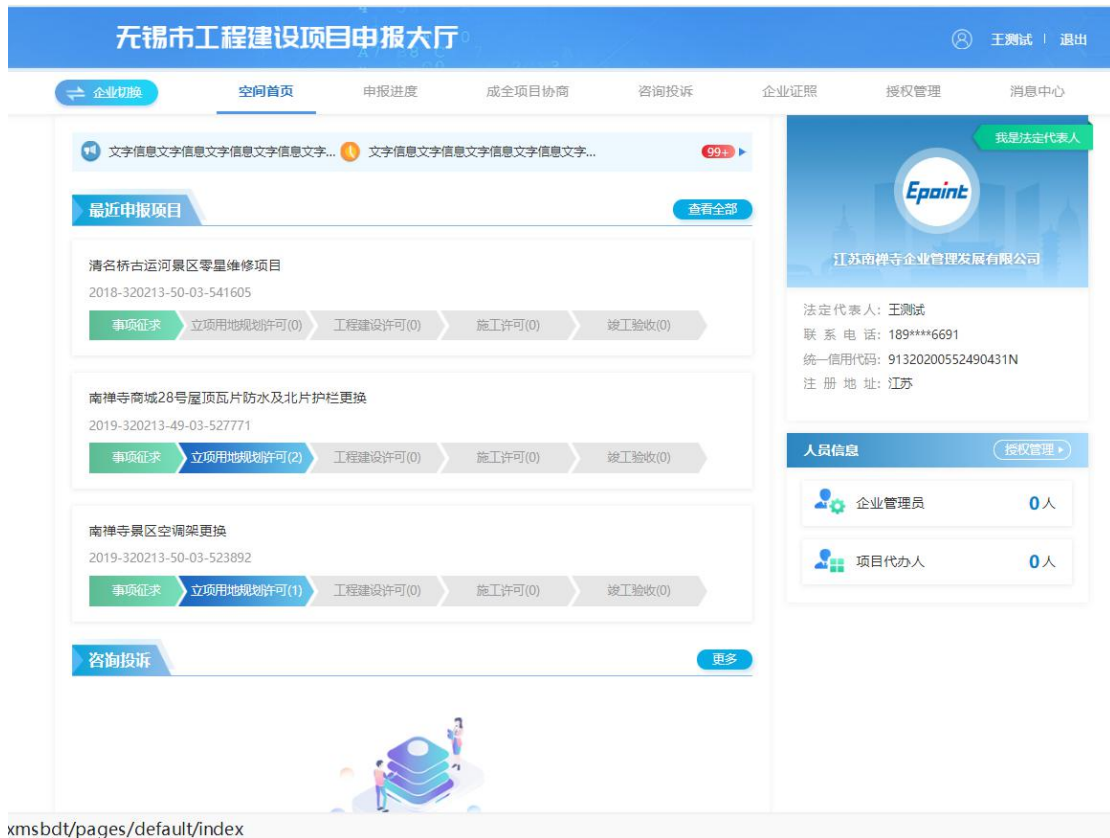 无锡市工程建设项目申报大厅
王测试 | 退出
企业切换 空间首页 申报进度 成全项目协商 咨询投诉 企业证照 授权管理 消息中心
文字信息文字信息文字信息文字... 文字信息文字信息文字信息文字... 99+
最近申报项目 查看全部
清名桥古运河景区零星维修项目
2018-320213-50-03-541605
事项征求 立项用地规划许可(0) 工程建设许可(0) 施工许可(0) 竣工验收(0)
南禅寺商城28号屋顶瓦片防水及北片护栏更换
2019-320213-49-03-527771
事项征求 立项用地规划许可(2) 工程建设许可(0) 施工许可(0) 竣工验收(0)
南禅寺景区空调架更换
2019-320213-50-03-523892
事项征求 立项用地规划许可(1) 工程建设许可(0) 施工许可(0) 竣工验收(0)
咨询投诉 更多
我是法定代表人
Epoint
江苏南禅寺企业管理发展有限公司
法定代表人: 王测试
联系电话: 189****6691
统一信用代码: 91320200552490431N
注册地址: 江苏
人员信息 授权管理
企业管理员 0人
项目代办人 0人
xmsbdt/pages/default/index